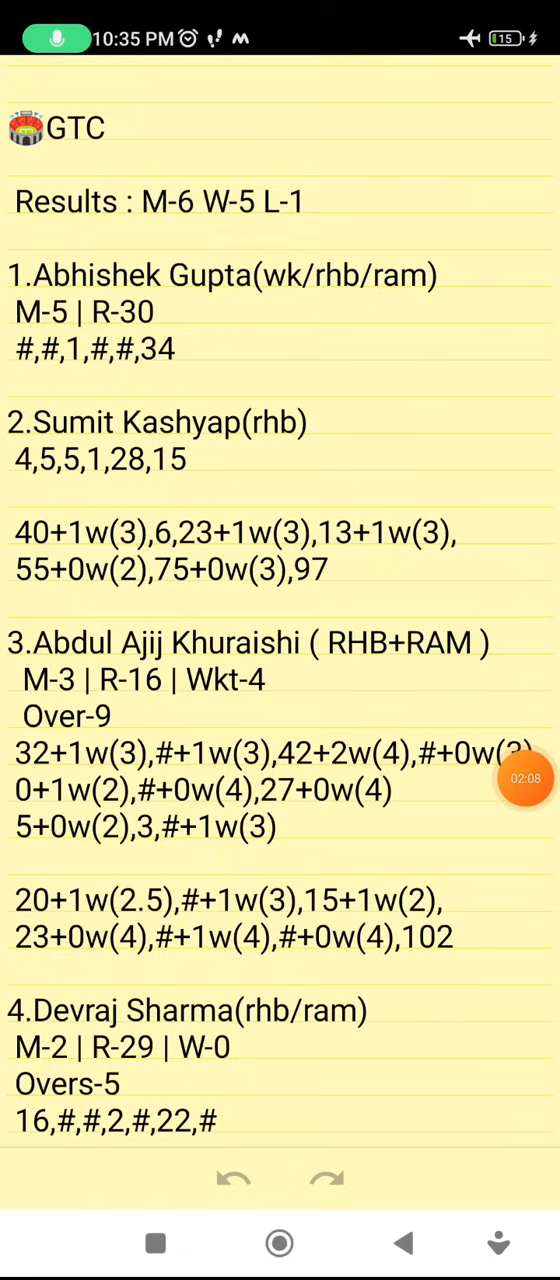 10:35 PM
15
GTC
Results : M-6 W-5 L-1
1.Abhishek Gupta(wk/rhb/ram)
M-5 | R-30
#,#,1,#,#,34
2.Sumit Kashyap(rhb)
4,5,5,1,28,15
40+1w(3),6,23+1w(3),13+1w(3),
55+0w(2),75+0w(3),97
3.Abdul Ajij Khuraishi ( RHB+RAM )
M-3 | R-16 | Wkt-4
Over-9
32+1w(3),#+1w(3),42+2w(4),#+0w(3)
02:08
0+1w(2),#+0w(4),27+0w(4)
5+0w(2),3,#+1w(3)
20+1w(2.5),#+1w(3),15+1w(2),
23+0w(4),#+1w(4),#+0w(4),102
4.Devraj Sharma(rhb/ram)
M-2 | R-29 | W-0
Overs-5
16,#,#,2,#,22,#